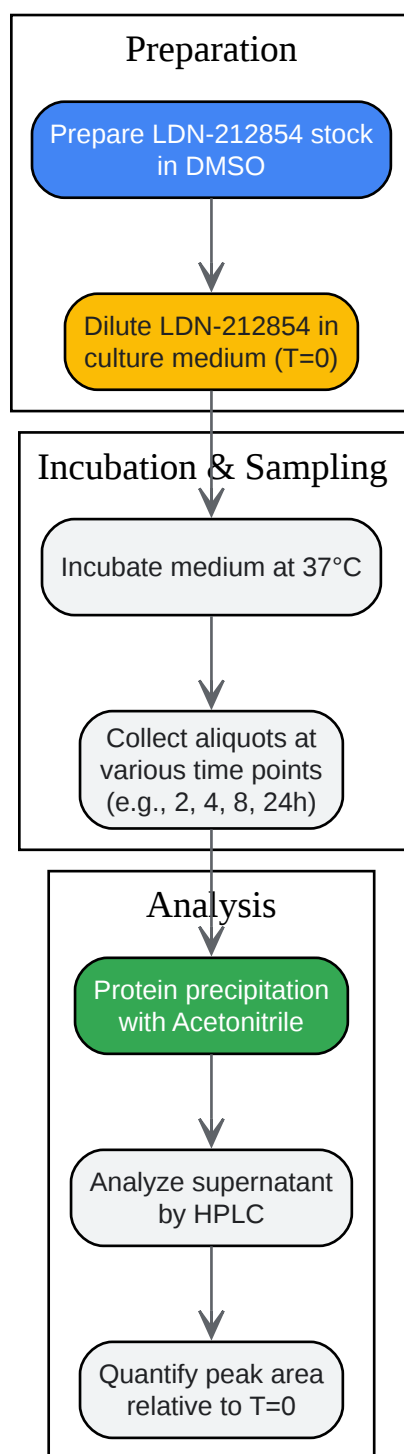 Preparation
Prepare LDN-212854 stock
in DMSO
Dilute LDN-212854 in
culture medium (T=0)
Incubation & Sampling
Incubate medium at 37°C
Collect aliquots at
various time points
(e.g., 2, 4, 8, 24h)
Analysis
Protein precipitation
with Acetonitrile
Analyze supernatant
by HPLC
Quantify peak area
relative to T=0